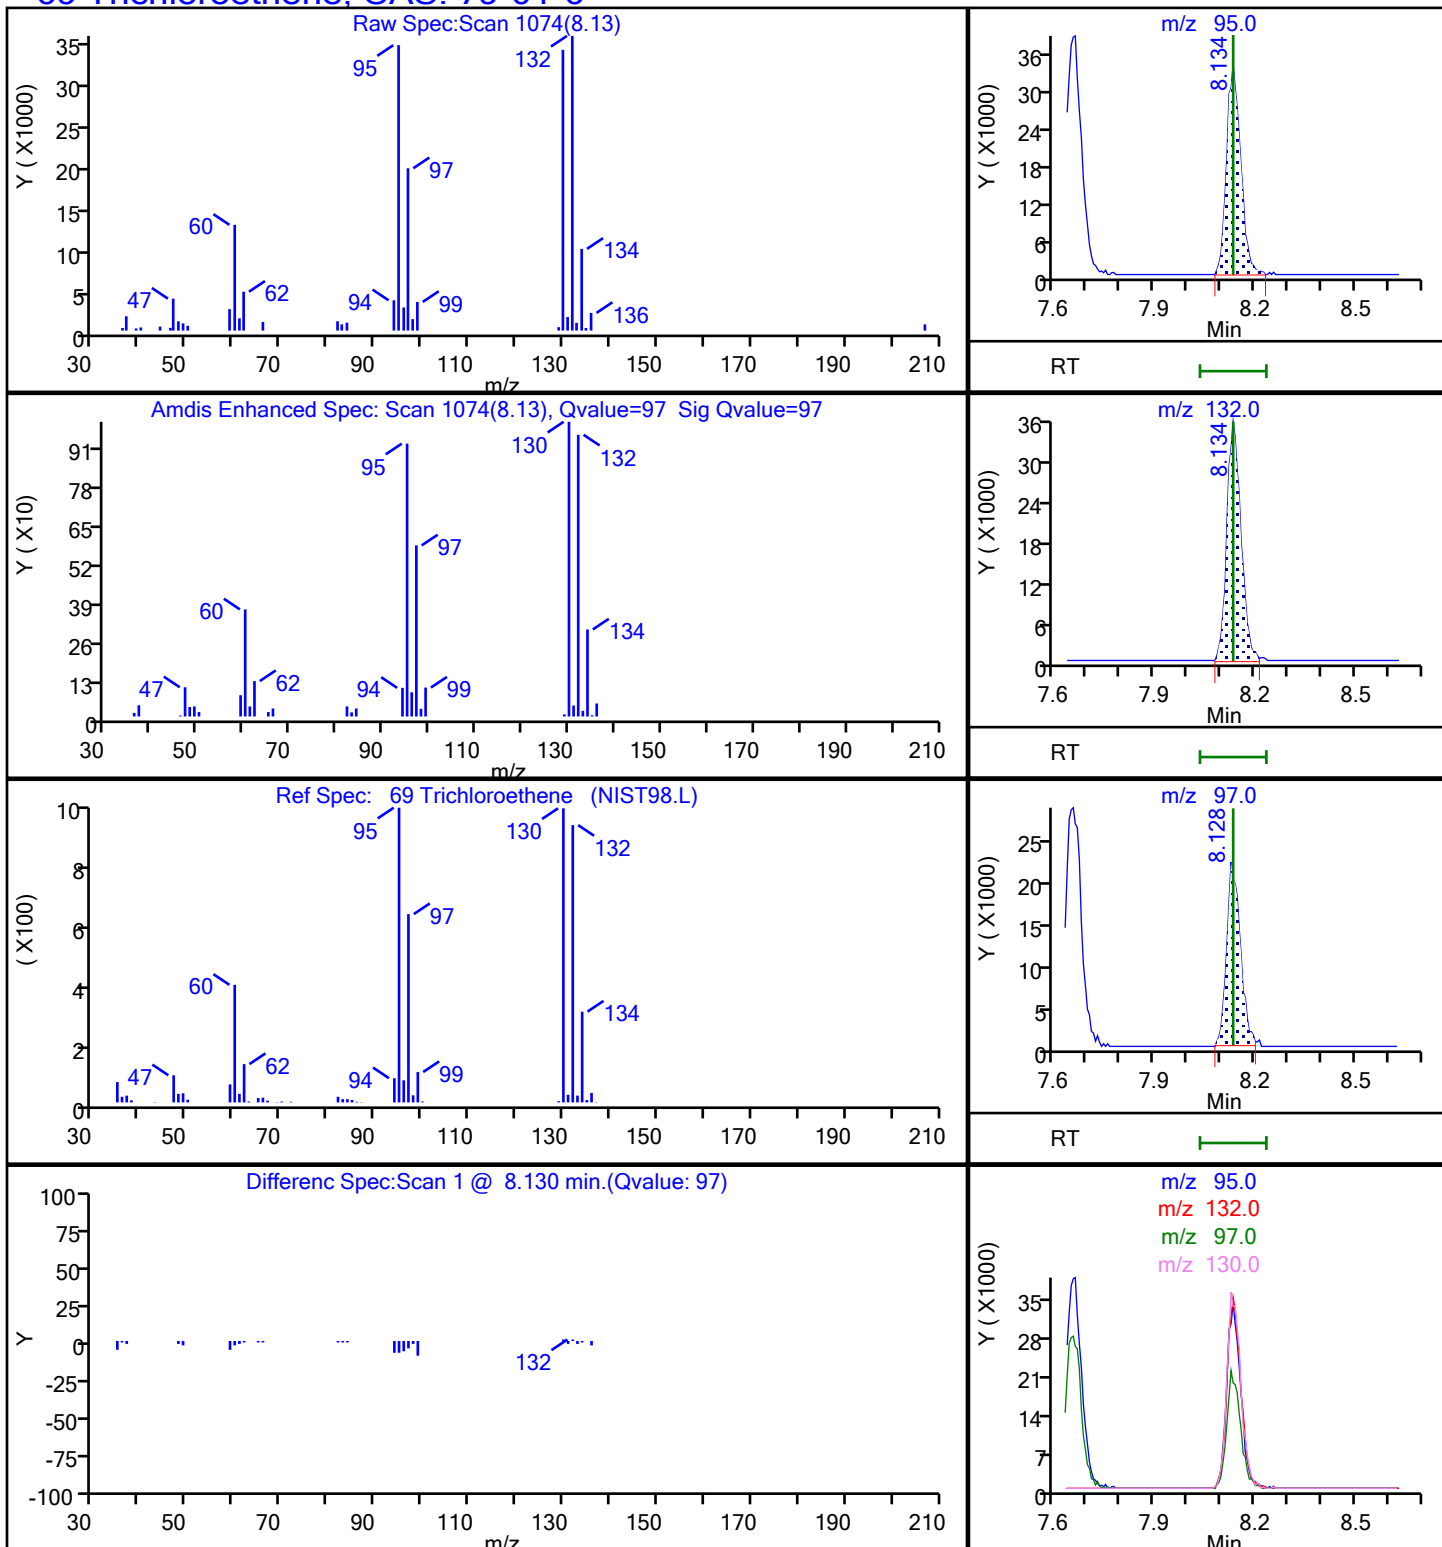 Raw Spec:Scan 1074(8.13)
Y ( X1000)
35
30
25
20
15
10
5
0
47
60
62
94
95
97
99
132
134
136
30 50 70 90 110 130 150 170 190 210
m/z
m/z 95.0
Y ( X1000)
36
30
24
18
12
6
0
8.134
7.6 7.9 8.2 8.5
Min
RT
Amdis Enhanced Spec: Scan 1074(8.13), Qvalue=97 Sig Qvalue=97
Y ( X10)
91
78
65
52
39
26
13
0
47
60
62
94
95
97
99
130
132
134
30 50 70 90 110 130 150 170 190 210
m/z
m/z 132.0
Y ( X1000)
36
30
24
18
12
6
0
8.134
7.6 7.9 8.2 8.5
Min
RT
Ref Spec: 69 Trichloroethene (NIST98.L)
( X100)
10
8
6
4
2
0
47
60
62
94
95
97
99
130
132
134
30 50 70 90 110 130 150 170 190 210
m/z 97.0
Y ( X1000)
25
20
15
10
5
0
8.128
7.6 7.9 8.2 8.5
Min
RT
Differenc Spec:Scan 1 @ 8.130 min.(Qvalue: 97)
Y
100
75
50
25
0
-25
-50
-75
-100
132
30 50 70 90 110 130 150 170 190 210
m/z
m/z 95.0
m/z 132.0
m/z 97.0
m/z 130.0
Y ( X1000)
35
28
21
14
7
0
7.6 7.9 8.2 8.5
Min